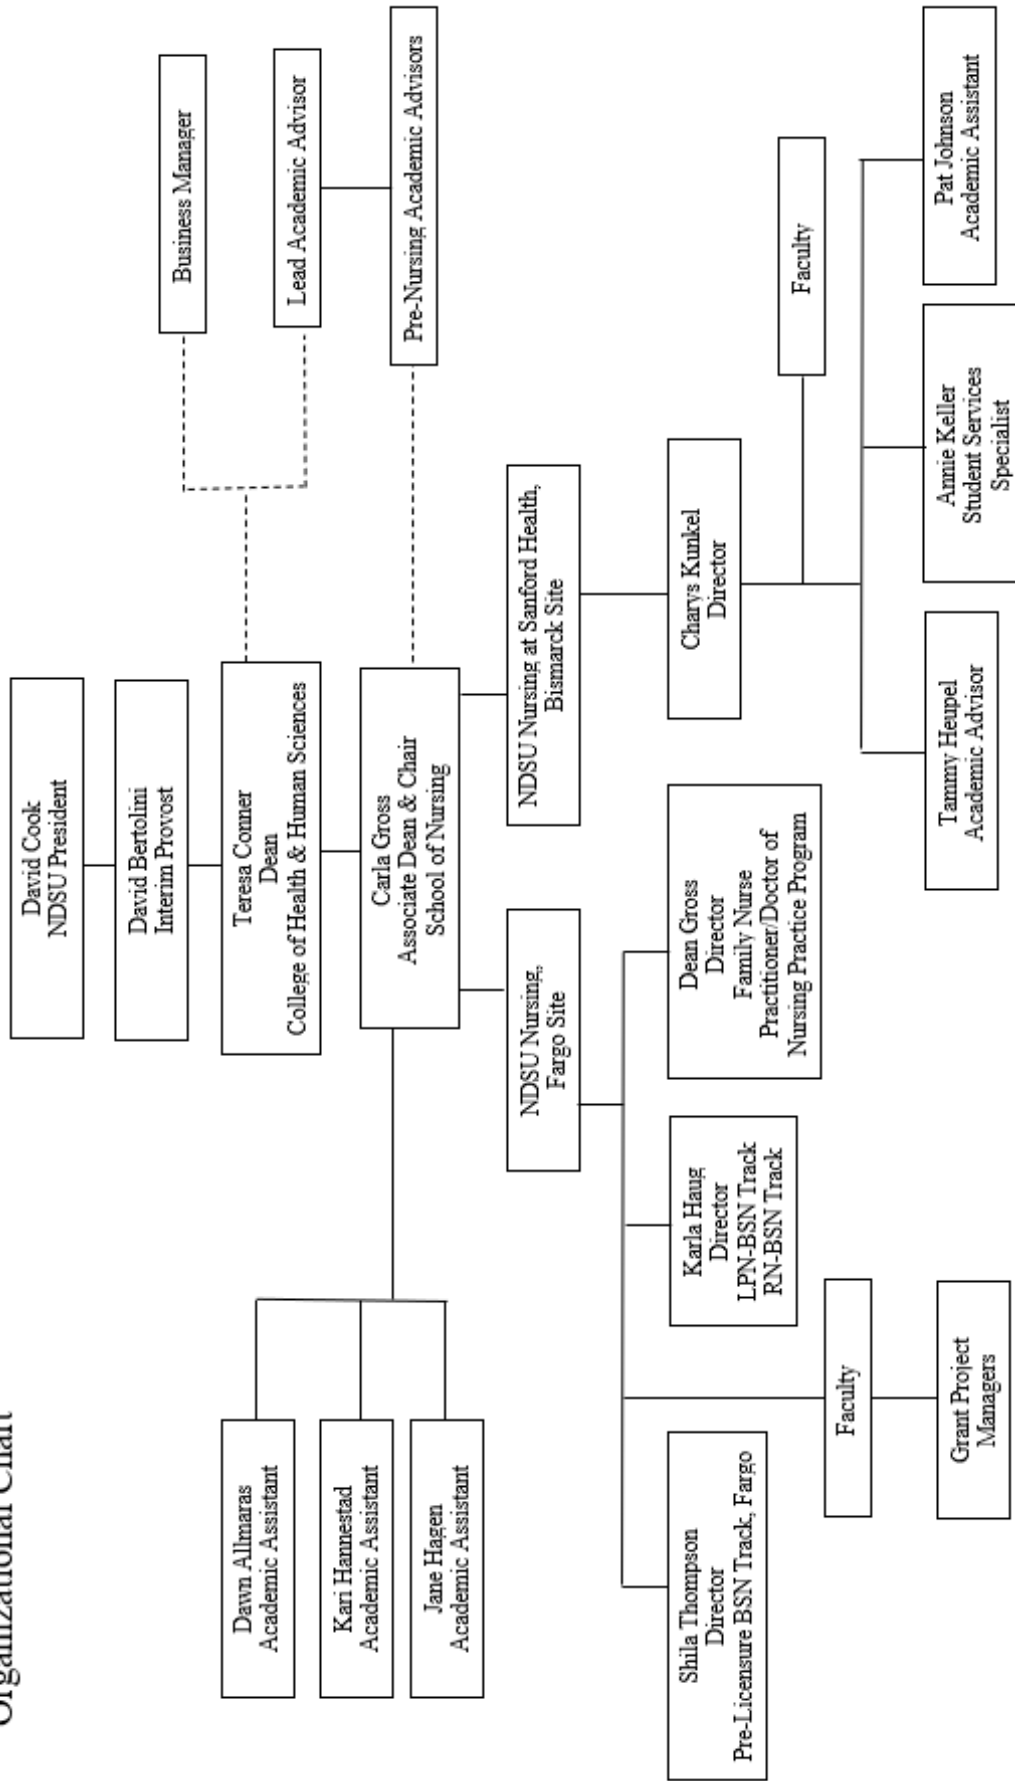 Organizational Chart
David Cook
NDSU President
David Bertolini
Interim Provost
Business Manager
Teresa Conner
Dean
College of Health & Human Sciences
Lead Academic Advisor
Dawn Allmaras
Academic Assistant
Kari Hannestad
Academic Assistant
Jane Hagen
Academic Assistant
Carla Gross
Associate Dean & Chair
School of Nursing
Pre-Nursing Academic Advisors
NDSU Nursing,
Fargo Site
NDSU Nursing at Sanford Health,
Bismarck Site
Shila Thompson
Director
Pre-Licensure BSN Track, Fargo
Karla Haug
Director
LPN-BSN Track
RN-BSN Track
Dean Gross
Director
Family Nurse
Practitioner/Doctor of
Nursing Practice Program
Charys Kunkel
Director
Faculty
Faculty
Grant Project
Managers
Tammy Heupel
Academic Advisor
Annie Keller
Student Services
Specialist
Pat Johnson
Academic Assistant